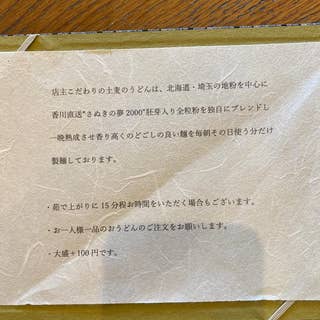 店主こだわりの土麦のうどんは、北海道・埼玉の地粉を中心に
香川直送"さぬきの夢2000"胚芽入り全粒粉を独自にブレンドし
一晩熟成させ香り高くのどごしの良い麺を毎朝その日使う分だけ
製麺しております。
・茹で上がりに15分程お時間をいただく場合もございます。
・お一人様一品のおうどんのご注文をお願いします。
・大盛+100円です。